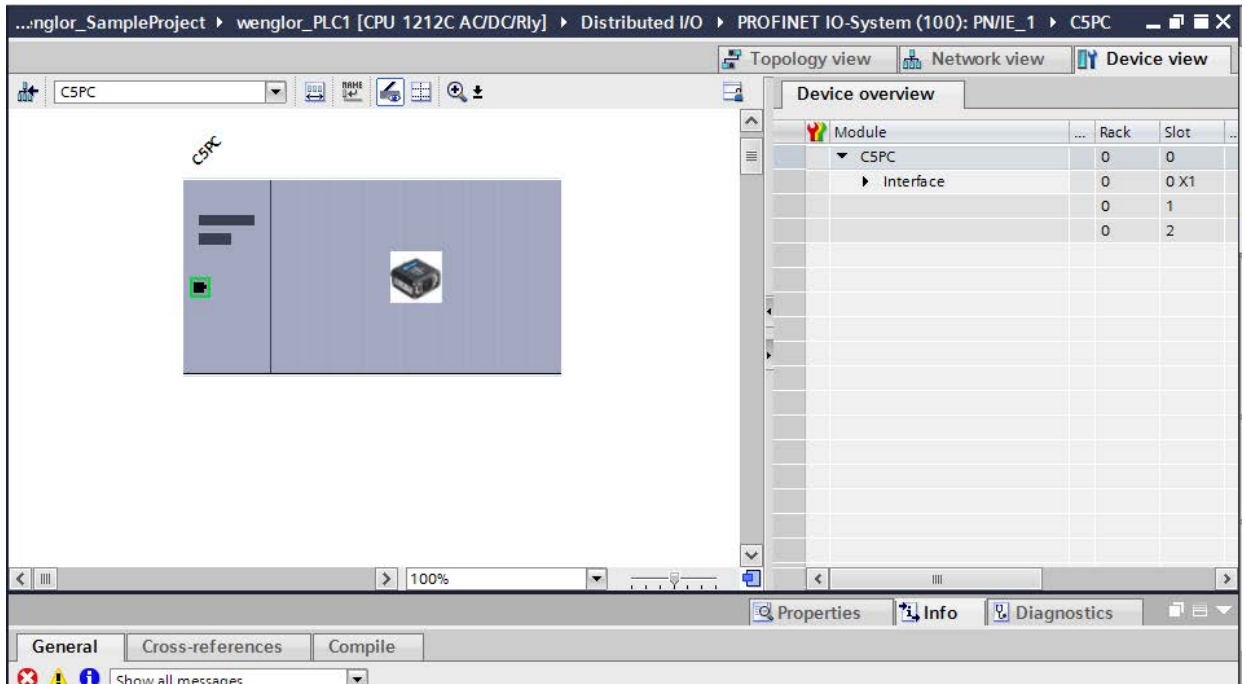 ...nglor_SampleProject ▸ wenglor_PLC1 [CPU 1212C AC/DC/Rly] ▸ Distributed I/O ▸ PROFINET IO-System (100): PN/IE_1 ▸ C5PC
Topology view Network view Device view
C5PC
Device overview
Module ... Rack Slot ..
C5PC 0 0
Interface 0 0 X1
0 1
0 2
C5PC
100%
Properties Info Diagnostics
General Cross-references Compile
Show all messages